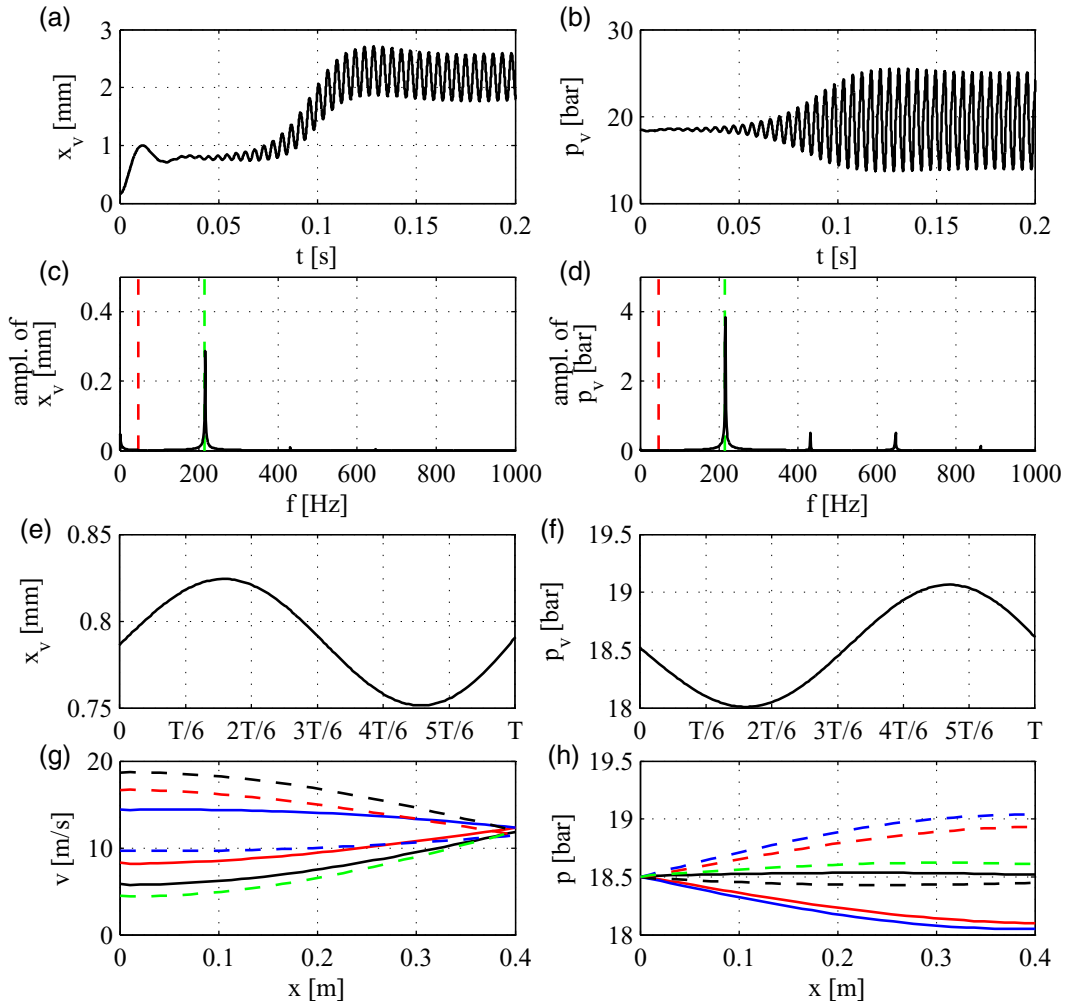 (a) (b)
3 30
2 20
1
0 10
x_v [mm] p_v [bar]
0 0.05 0.1 0.15 0.2 0 0.05 0.1 0.15 0.2
t [s] t [s]
(c) (d)
0.4 4
0.2 2
0 0
ampl. of x_v [mm] ampl. of p_v [bar]
0 200 400 600 800 1000 0 200 400 600 800 1000
f [Hz] f [Hz]
(e) (f)
0.85 19.5
19
0.8 18.5
0.75 18
x_v [mm] p_v [bar]
0 T/6 2T/6 3T/6 4T/6 5T/6 T 0 T/6 2T/6 3T/6 4T/6 5T/6 T
(g) (h)
20 19.5
19
10 18.5
0 18
v [m/s] p [bar]
0 0.1 0.2 0.3 0.4 0 0.1 0.2 0.3 0.4
x [m] x [m]